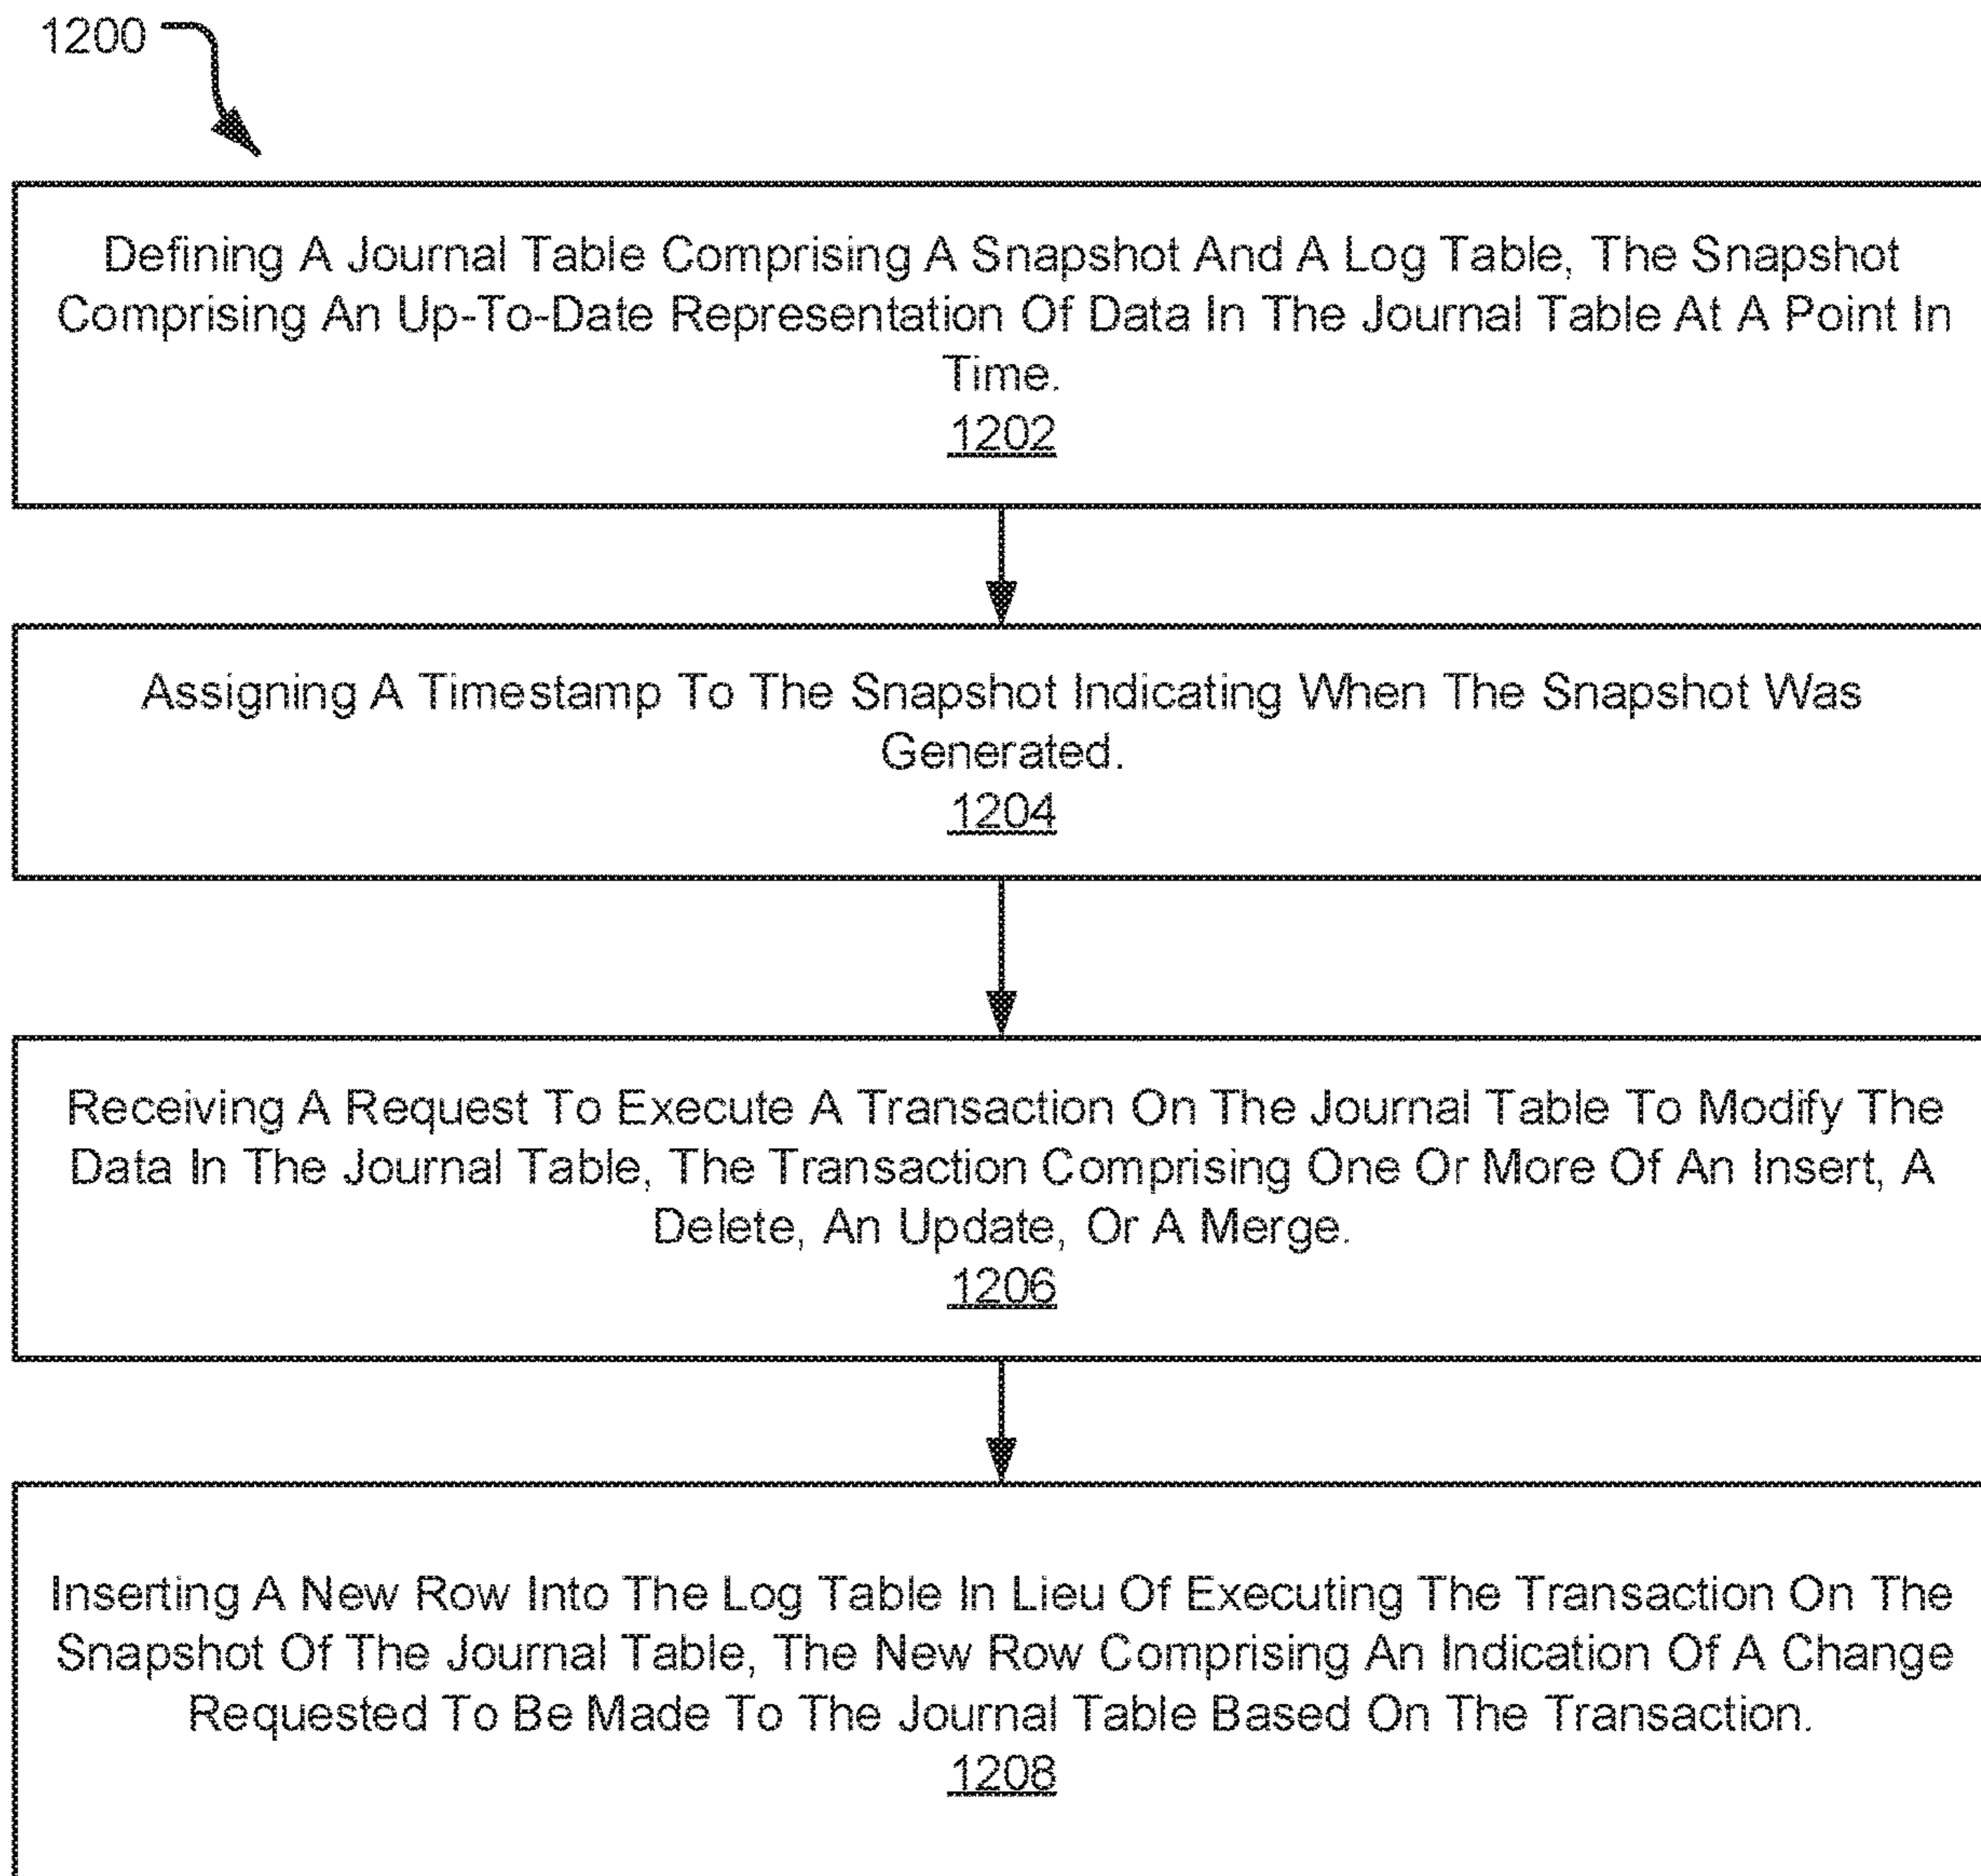 1200
Defining A Journal Table Comprising A Snapshot And A Log Table, The Snapshot
Comprising An Up-To-Date Representation Of Data In The Journal Table At A Point In
Time.
1202
Assigning A Timestamp To The Snapshot Indicating When The Snapshot Was
Generated.
1204
Receiving A Request To Execute A Transaction On The Journal Table To Modify The
Data In The Journal Table, The Transaction Comprising One Or More Of An Insert, A
Delete, An Update, Or A Merge.
1206
Inserting A New Row Into The Log Table In Lieu Of Executing The Transaction On The
Snapshot Of The Journal Table, The New Row Comprising An Indication Of A Change
Requested To Be Made To The Journal Table Based On The Transaction.
1208